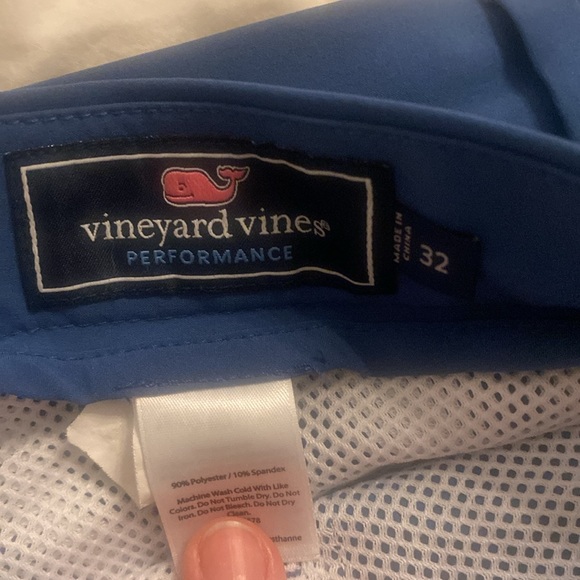 vineyard vines®
PERFORMANCE
MADE IN
CHINA
32
90% Polyester / 10% Spandex
Machine Wash Cold With Like
Colors. Do Not Tumble Dry. Do Not
Iron. Do Not Bleach. Do Not Dry
Clean.